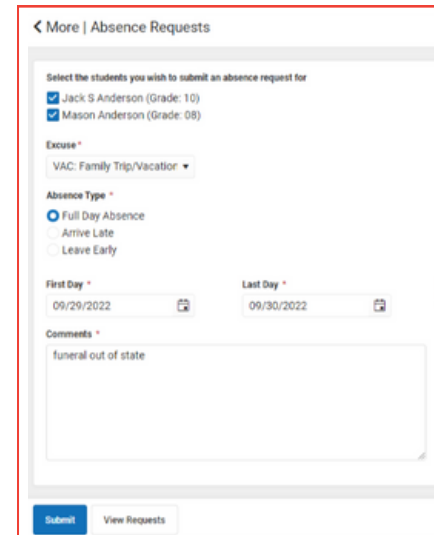 More | Absence Requests
Select the students you wish to submit an absence request for
Jack S Anderson (Grade: 10)
Mason Anderson (Grade: 08)
Excuse *
VAC: Family Trip/Vacation
Absence Type *
Full Day Absence
Arrive Late
Leave Early
First Day * Last Day *
09/29/2022 09/30/2022
Comments *
funeral out of state
Submit View Requests